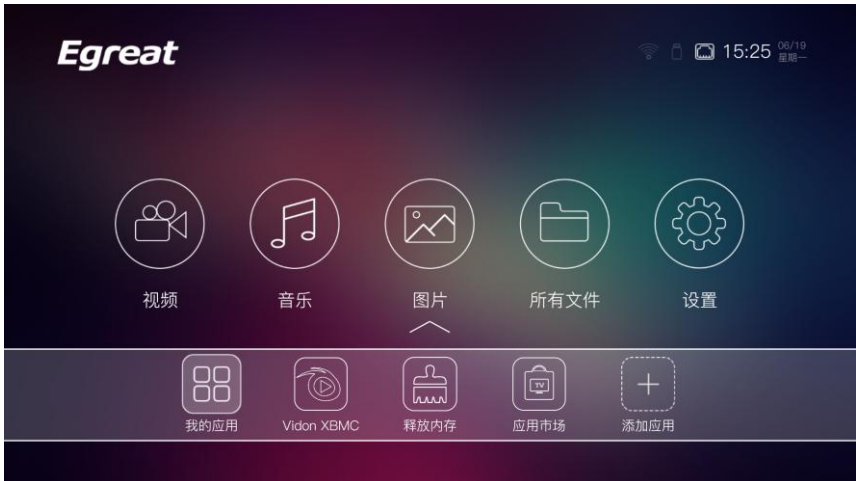 Egreat
15:25 06/19 星期一
视频 音乐 图片 所有文件 设置
TV
我的应用 Vidon XBMC 释放内存 应用市场 添加应用